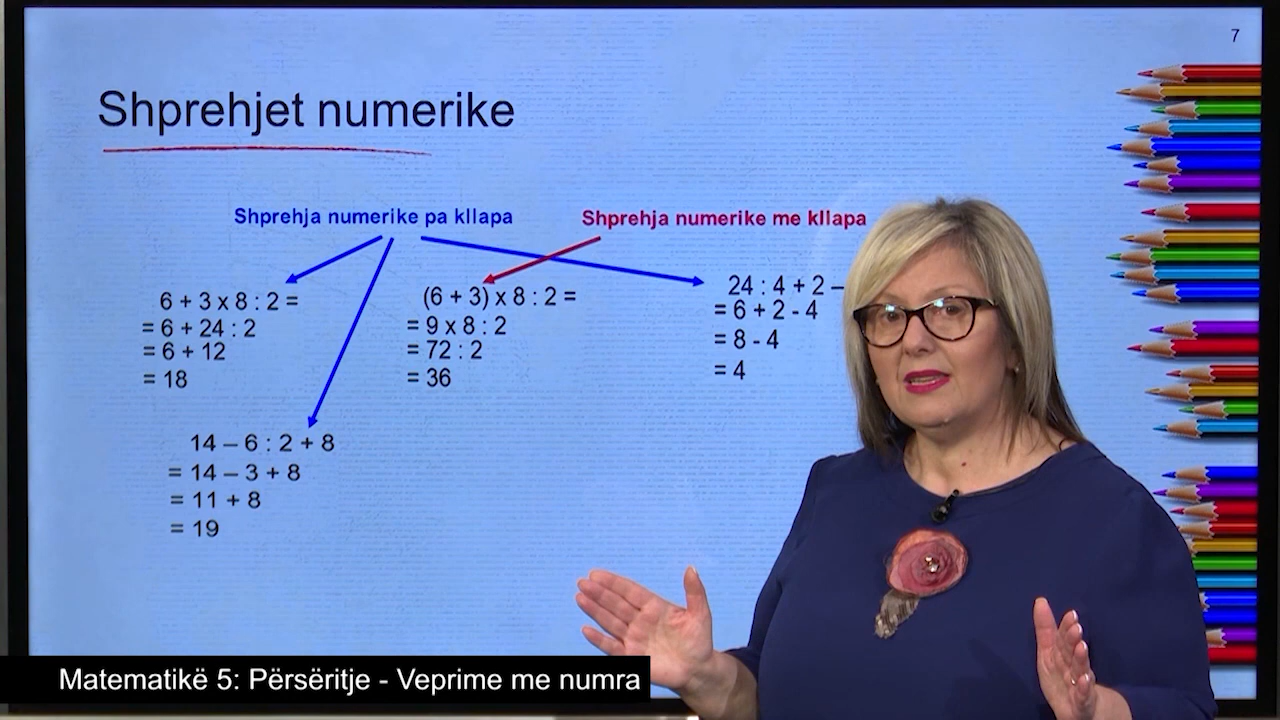 7
Shprehjet numerike
Shprehja numerike pa kllapa
Shprehja numerike me kllapa
6 + 3 x 8 : 2 =
= 6 + 24 : 2
= 6 + 12
= 18
(6 + 3) x 8 : 2 =
= 9 x 8 : 2
= 72 : 2
= 36
24 : 4 + 2 –
= 6 + 2 - 4
= 8 - 4
= 4
14 – 6 : 2 + 8
= 14 – 3 + 8
= 11 + 8
= 19
Matematikë 5: Përsëritje - Veprime me numra